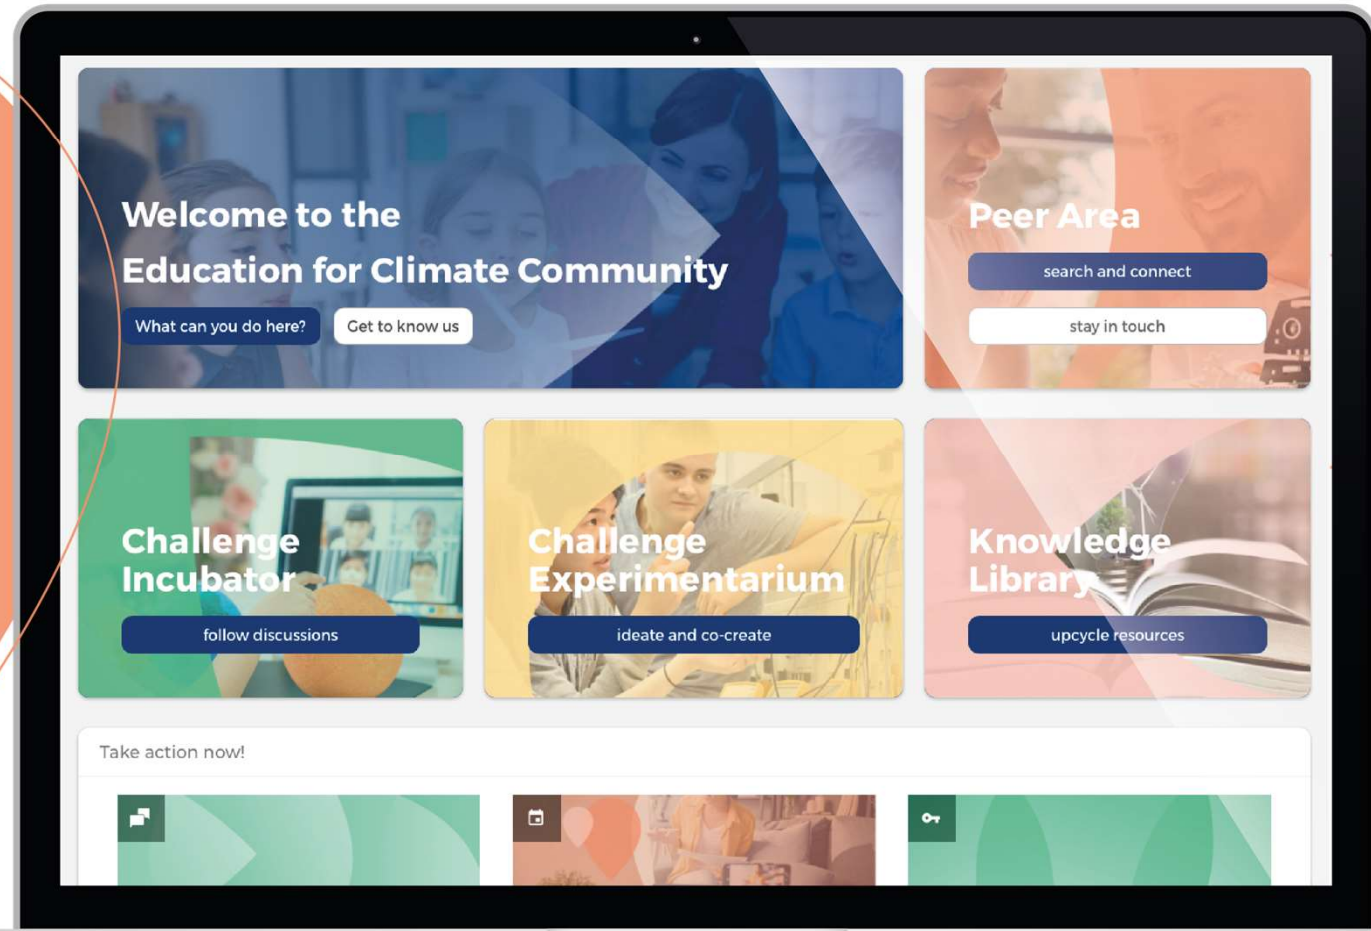 Welcome to the
Education for Climate Community
What can you do here?
Get to know us
Peer Area
search and connect
stay in touch
Challenge
Incubator
follow discussions
Challenge
Experimentarium
ideate and co-create
Knowledge
Library
upcycle resources
Take action now!